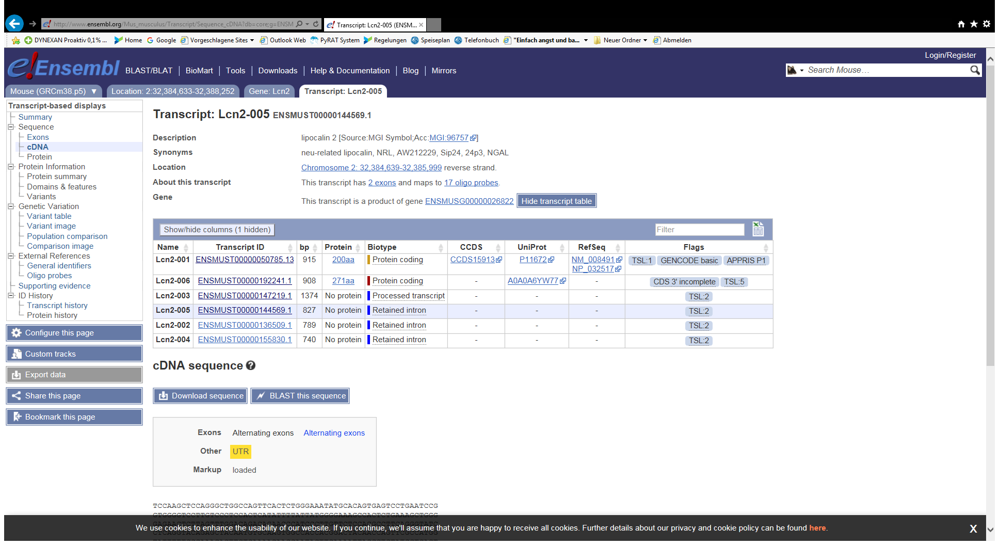 http://www.ensembl.org/Mus_musculus/Transcript/Sequence_cDNA?db=core;g=ENSM
Transcript: Lcn2-005 (ENSM...
DYNEXAN Proaktiv 0,1% ... Home Google Vorgeschlagene Sites Outlook Web PyRAT System Regelungen Speiseplan Telefonbuch "Einfach angst und ba... Neuer Ordner Abmelden
Login/Register
e!Ensembl BLAST/BLAT | BioMart | Tools | Downloads | Help & Documentation | Blog | Mirrors
Search Mouse...
Mouse (GRCm38.p5) ▼ Location: 2:32,384,633-32,388,252 Gene: Lcn2 Transcript: Lcn2-005
Transcript-based displays
Summary
Sequence
Exons
cDNA
Protein
Protein Information
Protein summary
Domains & features
Variants
Genetic Variation
Variant table
Variant image
Population comparison
Comparison image
External References
General identifiers
Oligo probes
Supporting evidence
ID History
Transcript history
Protein history
Configure this page
Custom tracks
Export data
Share this page
Bookmark this page
Transcript: Lcn2-005 ENSMUST00000144569.1
Description lipocalin 2 [Source:MGI Symbol;Acc:MGI:96757]
Synonyms neu-related lipocalin, NRL, AW212229, Sip24, 24p3, NGAL
Location Chromosome 2: 32,384,639-32,385,999 reverse strand.
About this transcript This transcript has 2 exons and maps to 17 oligo probes.
Gene This transcript is a product of gene ENSMUSG00000026822 Hide transcript table
Show/hide columns (1 hidden) Filter
Name Transcript ID bp Protein Biotype CCDS UniProt RefSeq Flags
Lcn2-001 ENSMUST00000050785.13 915 200aa Protein coding CCDS15913 P11672 NM_008491 TSL:1 GENCODE basic APPRIS P1
NP_032517
Lcn2-006 ENSMUST00000192241.1 908 271aa Protein coding - A0A0A6YW77 - CDS 3' incomplete TSL:5
Lcn2-003 ENSMUST00000147219.1 1374 No protein Processed transcript - - - TSL:2
Lcn2-005 ENSMUST00000144569.1 827 No protein Retained intron - - - TSL:2
Lcn2-002 ENSMUST00000136509.1 789 No protein Retained intron - - - TSL:2
Lcn2-004 ENSMUST00000155830.1 740 No protein Retained intron - - - TSL:2
cDNA sequence
Download sequence BLAST this sequence
Exons Alternating exons Alternating exons
Other UTR
Markup loaded
TCCAAGCTCCAGGGCTGGCCAGTTCACTCTGGGAAATATGCACAGTGAGTCCTGAATCCG
We use cookies to enhance the usability of our website. If you continue, we'll assume that you are happy to receive all cookies. Further details about our privacy and cookie policy can be found here.
X